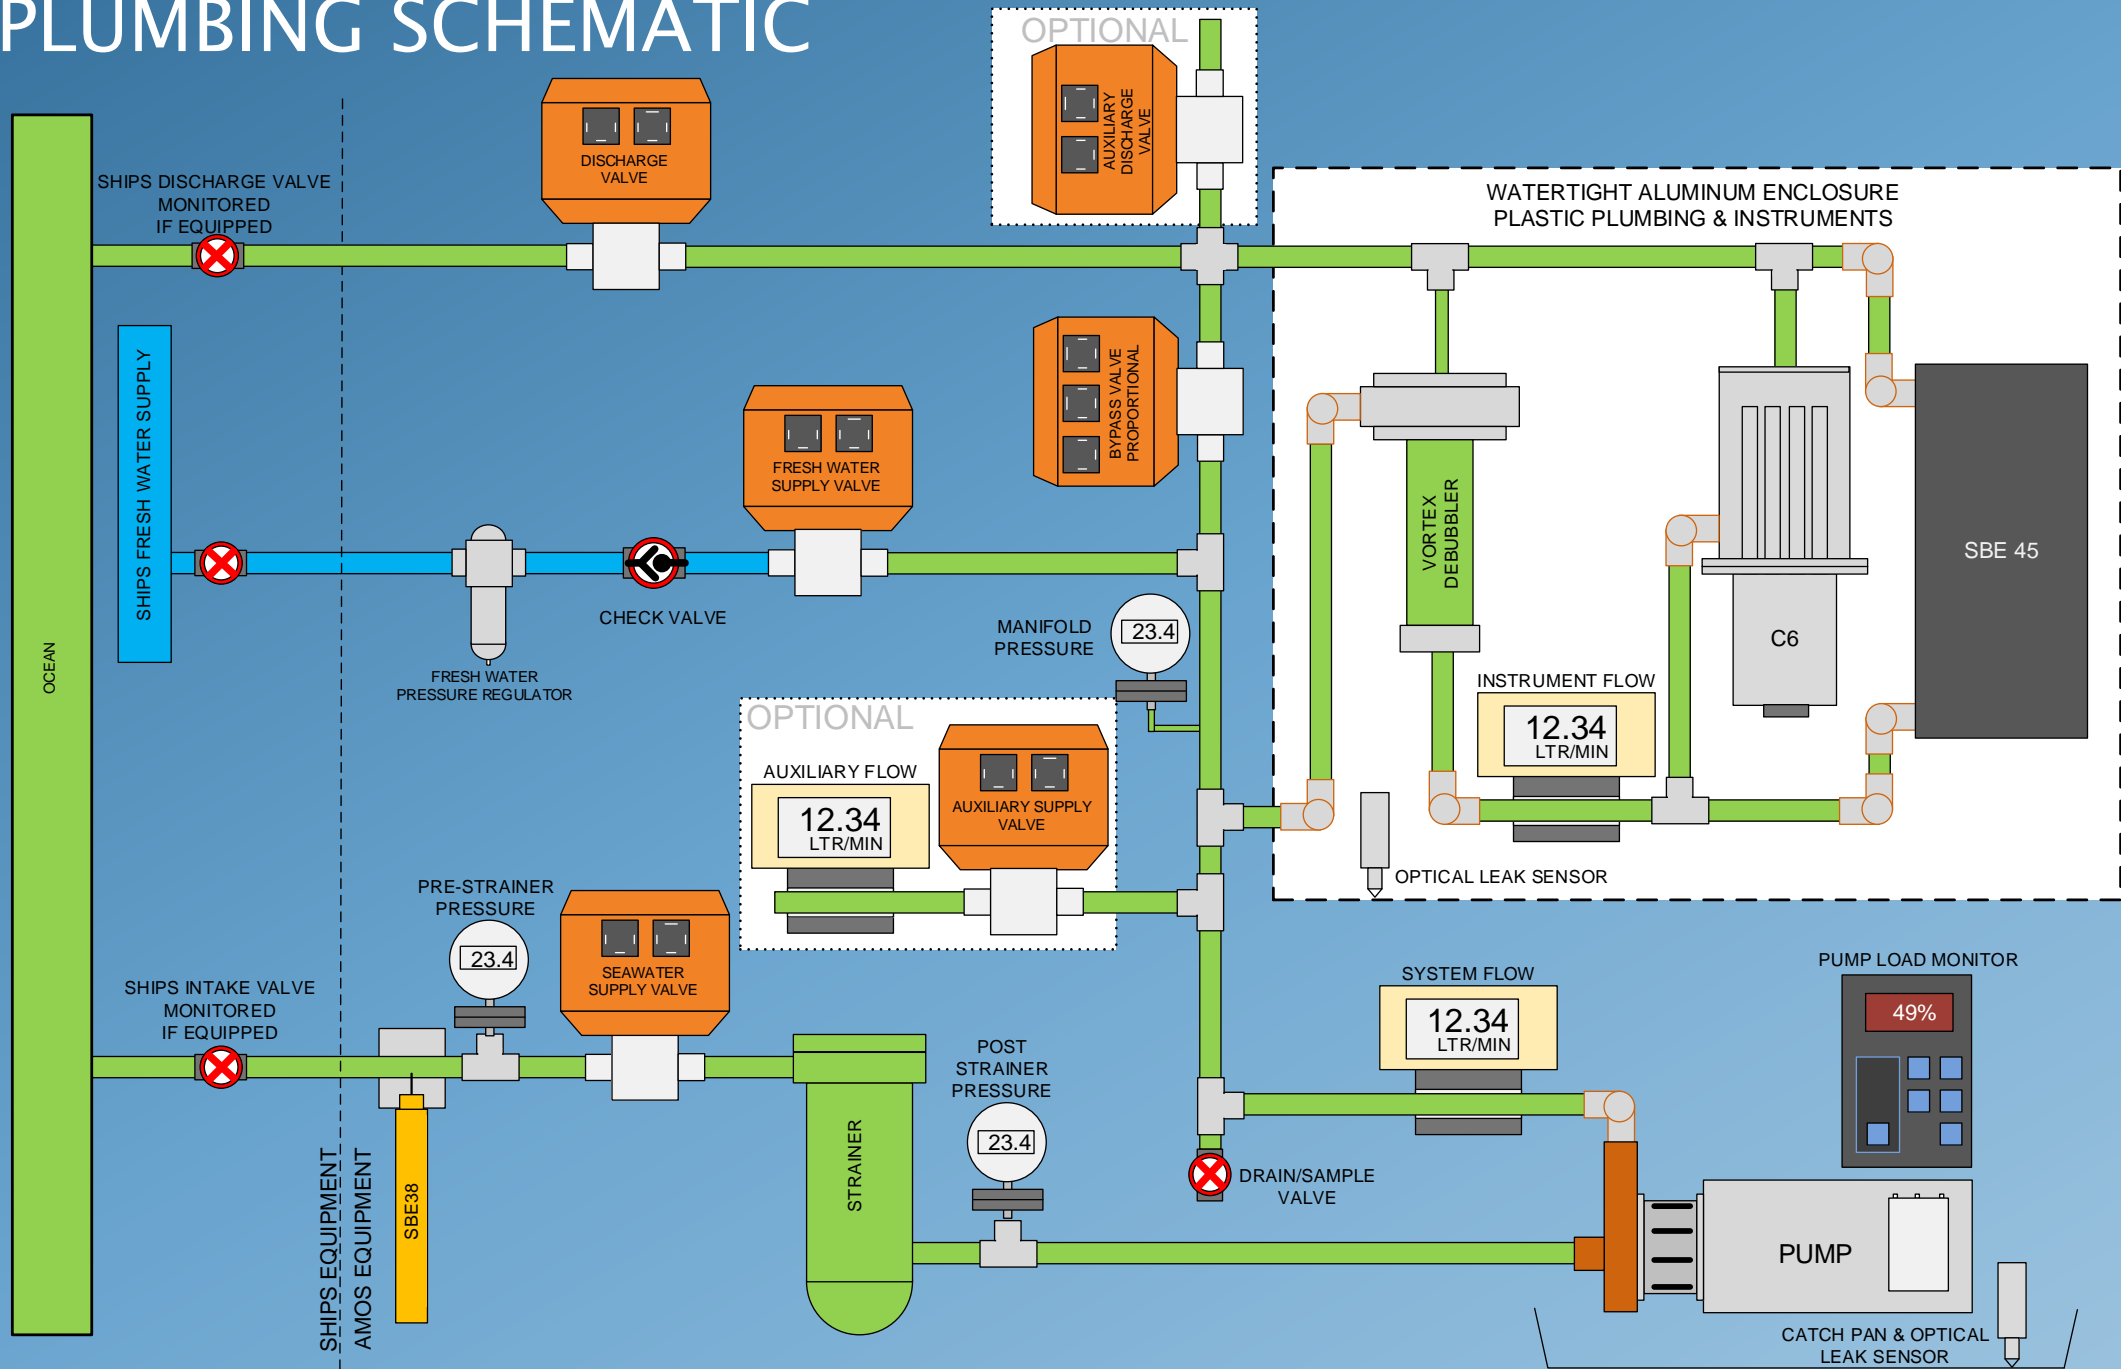 PLUMBING SCHEMATIC
OPTIONAL
AUXILIARY
DISCHARGE
VALVE
DISCHARGE
VALVE
SHIPS DISCHARGE VALVE
MONITORED
IF EQUIPPED
WATERTIGHT ALUMINUM ENCLOSURE
PLASTIC PLUMBING & INSTRUMENTS
SHIPS FRESH WATER SUPPLY
BYPASS VALVE
PROPORTIONAL
FRESH WATER
SUPPLY VALVE
VORTEX
DEBUBBLER
SBE 45
CHECK VALVE
MANIFOLD
PRESSURE
23.4
C6
OCEAN
FRESH WATER
PRESSURE REGULATOR
INSTRUMENT FLOW
12.34
LTR/MIN
OPTIONAL
AUXILIARY FLOW
12.34
LTR/MIN
AUXILIARY SUPPLY
VALVE
OPTICAL LEAK SENSOR
PRE-STRAINER
PRESSURE
23.4
SEAWATER
SUPPLY VALVE
SHIPS INTAKE VALVE
MONITORED
IF EQUIPPED
SYSTEM FLOW
12.34
LTR/MIN
PUMP LOAD MONITOR
49%
POST
STRAINER
PRESSURE
23.4
STRAINER
SBE38
SHIPS EQUIPMENT
AMOS EQUIPMENT
DRAIN/SAMPLE
VALVE
PUMP
CATCH PAN & OPTICAL
LEAK SENSOR